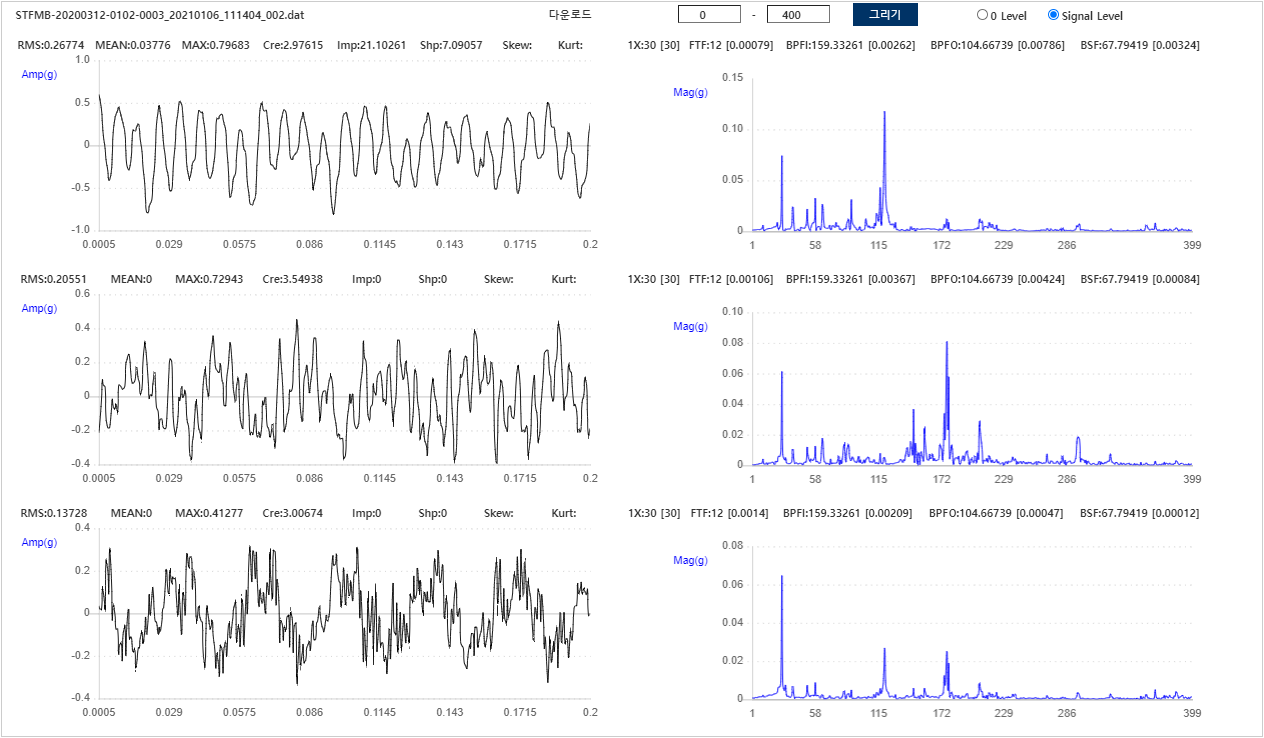 STFMB-20200312-0102-0003_20210106_111404_002.dat 다운로드 0 - 400 그리기 0 Level Signal Level
RMS:0.26774 MEAN:0.03776 MAX:0.79683 Cre:2.97615 Imp:21.10261 Shp:7.09057 Skew: Kurt:
Amp(g)
1.0
0.5
0
-0.5
-1.0
0.0005 0.029 0.0575 0.086 0.1145 0.143 0.1715 0.2
1X:30 [30] FTF:12 [0.00079] BPFI:159.33261 [0.00262] BPFO:104.66739 [0.00786] BSF:67.79419 [0.00324]
Mag(g)
0.15
0.10
0.05
0
1 58 115 172 229 286 399
RMS:0.20551 MEAN:0 MAX:0.72943 Cre:3.54938 Imp:0 Shp:0 Skew: Kurt:
Amp(g)
0.6
0.4
0.2
0
-0.2
-0.4
0.0005 0.029 0.0575 0.086 0.1145 0.143 0.1715 0.2
1X:30 [30] FTF:12 [0.00106] BPFI:159.33261 [0.00367] BPFO:104.66739 [0.00424] BSF:67.79419 [0.00084]
Mag(g)
0.10
0.08
0.06
0.04
0.02
0
1 58 115 172 229 286 399
RMS:0.13728 MEAN:0 MAX:0.41277 Cre:3.00674 Imp:0 Shp:0 Skew: Kurt:
Amp(g)
0.4
0.2
0
-0.2
-0.4
0.0005 0.029 0.0575 0.086 0.1145 0.143 0.1715 0.2
1X:30 [30] FTF:12 [0.0014] BPFI:159.33261 [0.00209] BPFO:104.66739 [0.00047] BSF:67.79419 [0.00012]
Mag(g)
0.08
0.06
0.04
0.02
0
1 58 115 172 229 286 399